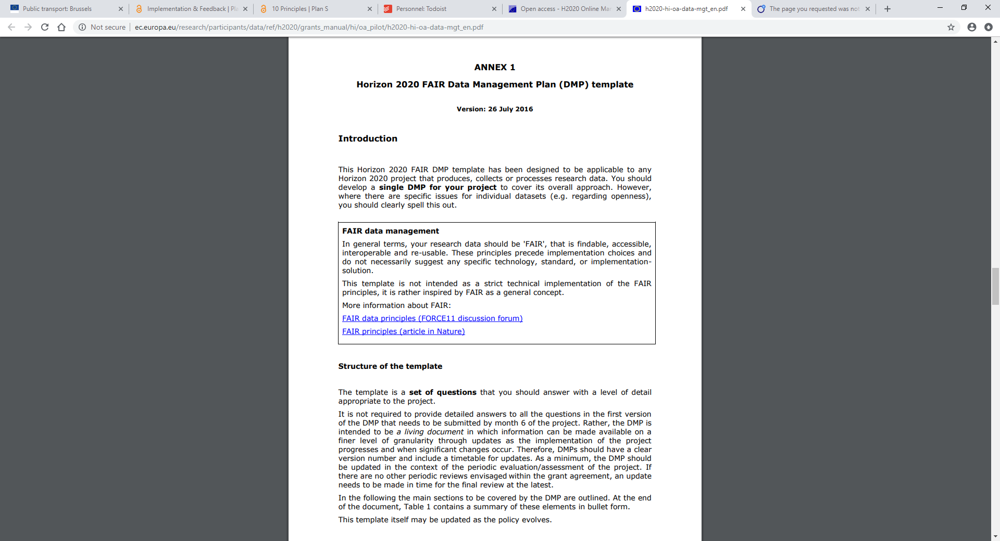 Public transport: Brussels
Implementation & Feedback | Pla
10 Principles | Plan S
Personnel: Todoist
Open access - H2020 Online Man
h2020-hi-oa-data-mgt_en.pdf
The page you requested was not
Not secure | ec.europa.eu/research/participants/data/ref/h2020/grants_manual/hi/oa_pilot/h2020-hi-oa-data-mgt_en.pdf
ANNEX 1
Horizon 2020 FAIR Data Management Plan (DMP) template
Version: 26 July 2016
Introduction
This Horizon 2020 FAIR DMP template has been designed to be applicable to any
Horizon 2020 project that produces, collects or processes research data. You should
develop a single DMP for your project to cover its overall approach. However,
where there are specific issues for individual datasets (e.g. regarding openness),
you should clearly spell this out.
FAIR data management
In general terms, your research data should be 'FAIR', that is findable, accessible,
interoperable and re-usable. These principles precede implementation choices and
do not necessarily suggest any specific technology, standard, or implementation-
solution.
This template is not intended as a strict technical implementation of the FAIR
principles, it is rather inspired by FAIR as a general concept.
More information about FAIR:
FAIR data principles (FORCE11 discussion forum)
FAIR principles (article in Nature)
Structure of the template
The template is a set of questions that you should answer with a level of detail
appropriate to the project.
It is not required to provide detailed answers to all the questions in the first version
of the DMP that needs to be submitted by month 6 of the project. Rather, the DMP is
intended to be a living document in which information can be made available on a
finer level of granularity through updates as the implementation of the project
progresses and when significant changes occur. Therefore, DMPs should have a clear
version number and include a timetable for updates. As a minimum, the DMP should
be updated in the context of the periodic evaluation/assessment of the project. If
there are no other periodic reviews envisaged within the grant agreement, an update
needs to be made in time for the final review at the latest.
In the following the main sections to be covered by the DMP are outlined. At the end
of the document, Table 1 contains a summary of these elements in bullet form.
This template itself may be updated as the policy evolves.